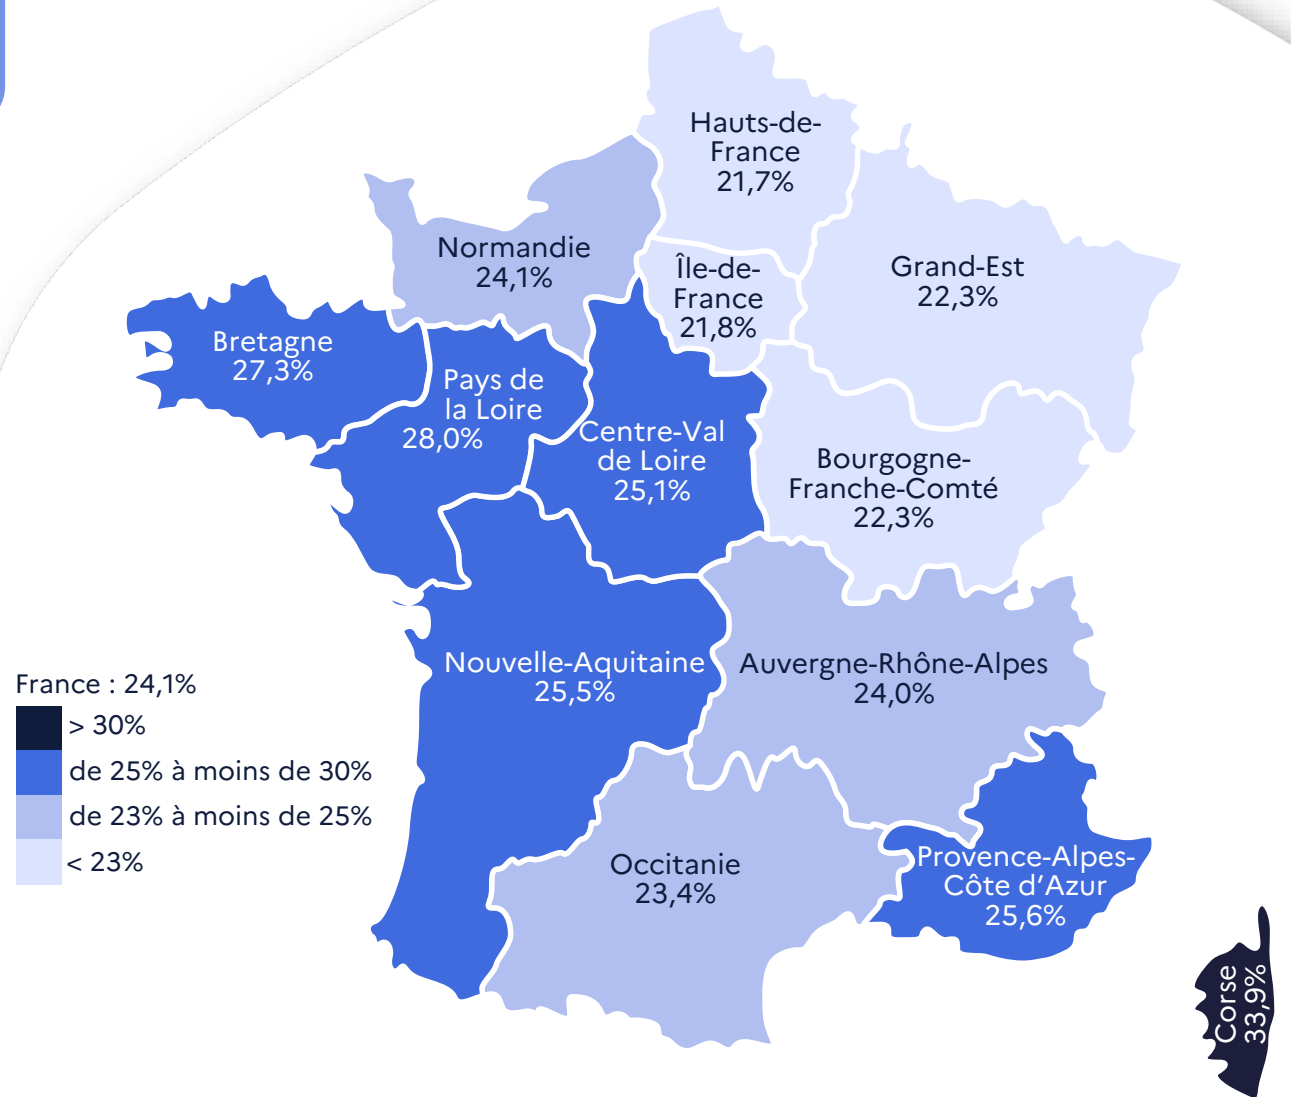 Hauts-de-
France
21,7%
Normandie
24,1%
Île-de-
France
21,8%
Grand-Est
22,3%
Bretagne
27,3%
Pays de
la Loire
28,0%
Centre-Val
de Loire
25,1%
Bourgogne-
Franche-Comté
22,3%
Nouvelle-Aquitaine
25,5%
Auvergne-Rhône-Alpes
24,0%
France : 24,1%
> 30%
de 25% à moins de 30%
de 23% à moins de 25%
< 23%
Occitanie
23,4%
Provence-Alpes-
Côte d’Azur
25,6%
Corse
33,9%